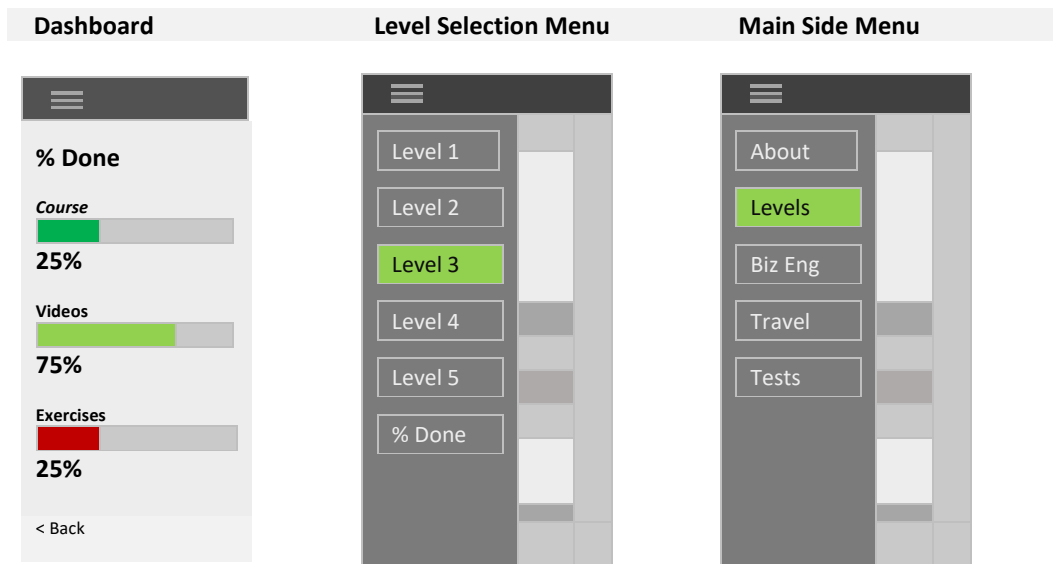 Dashboard
Level Selection Menu
Main Side Menu
% Done
Course
25%
Videos
75%
Exercises
25%
< Back
Level 1
Level 2
Level 3
Level 4
Level 5
% Done
About
Levels
Biz Eng
Travel
Tests